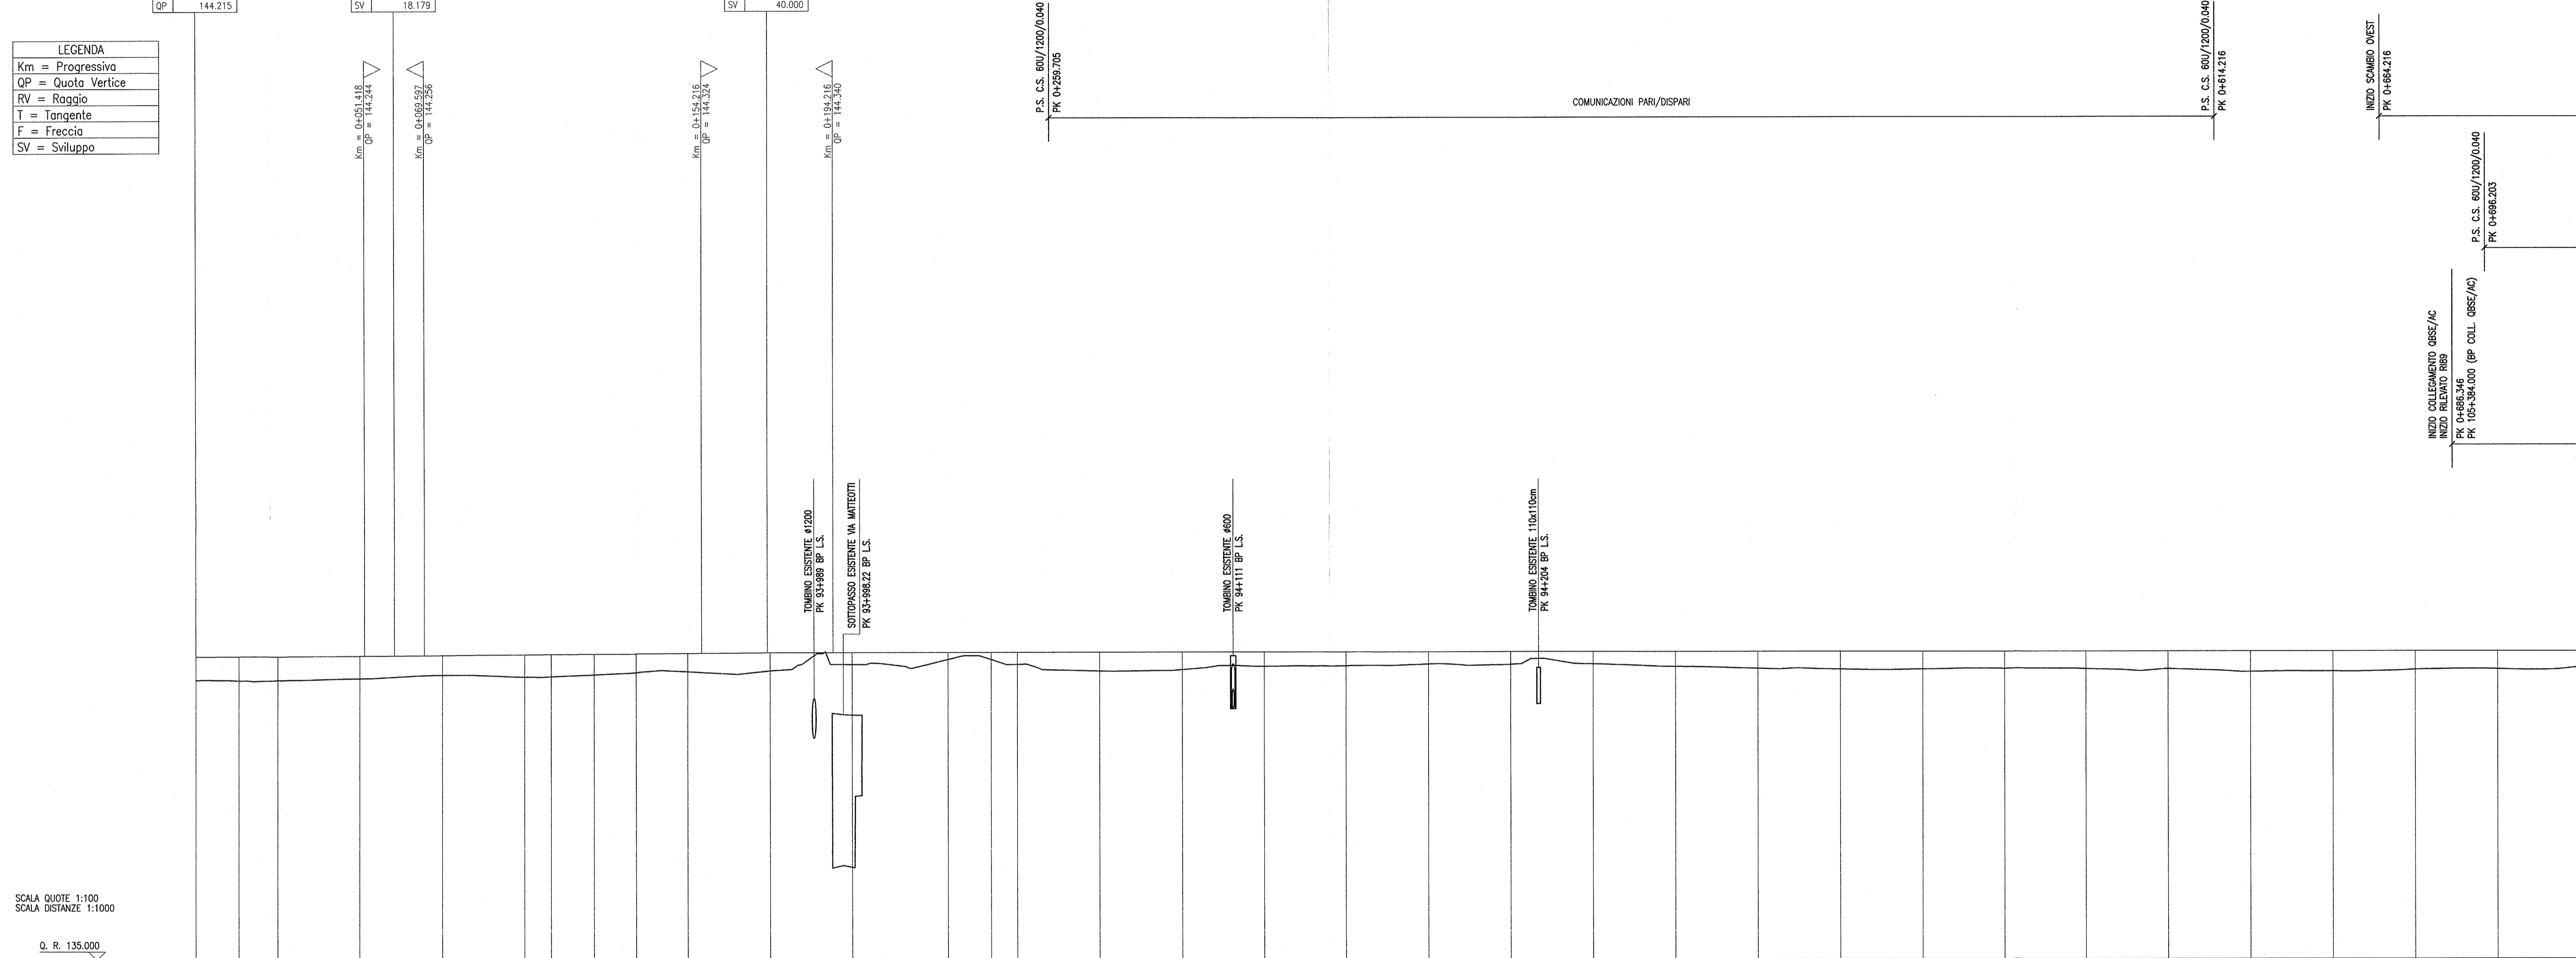 QP 144.215
SV 18.179
SV 40.000
LEGENDA
Km = Progressiva
QP = Quota Vertice
RV = Raggio
T = Tangente
F = Freccia
SV = Sviluppo
Km = 0+051.418
QP = 144.244
Km = 0+069.597
QP = 144.256
Km = 0+154.216
QP = 144.324
Km = 0+194.216
QP = 144.340
P.S. C.S. 60U/1200/0.040
PK 0+259.705
COMUNICAZIONI PARI/DISPARI
P.S. C.S. 60U/1200/0.040
PK 0+614.216
INIZIO SCAMBIO OVEST
PK 0+664.216
P.S. C.S. 60U/1200/0.040
PK 0+696.203
INIZIO COLLEGAMENTO QBSE/AC
INIZIO RILEVATO RI89
PK 0+686.346
PK 105+384.000 (BP COLL. QBSE/AC)
TOMBINO ESISTENTE ø1200
PK 93+989 BP L.S.
SOTTOPASSO ESISTENTE VIA MATTEOTTI
PK 93+998.22 BP L.S.
TOMBINO ESISTENTE ø600
PK 94+111 BP L.S.
TOMBINO ESISTENTE 110x110cm
PK 94+204 BP L.S.
SCALA QUOTE 1:100
SCALA DISTANZE 1:1000
Q. R. 135.000